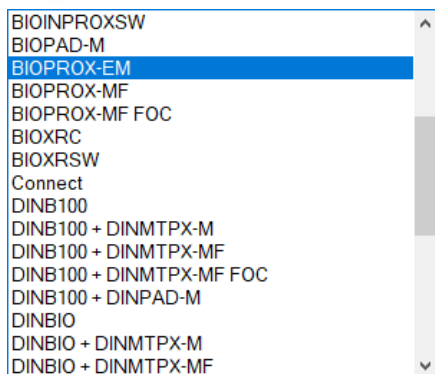 BIOINPROXSW
BIOPAD-M
BIOPROX-EM
BIOPROX-MF
BIOPROX-MF FOC
BIOXRC
BIOXRSW
Connect
DINB100
DINB100 + DINMTPX-M
DINB100 + DINMTPX-MF
DINB100 + DINMTPX-MF FOC
DINB100 + DINPAD-M
DINBIO
DINBIO + DINMTPX-M
DINBIO + DINMTPX-MF